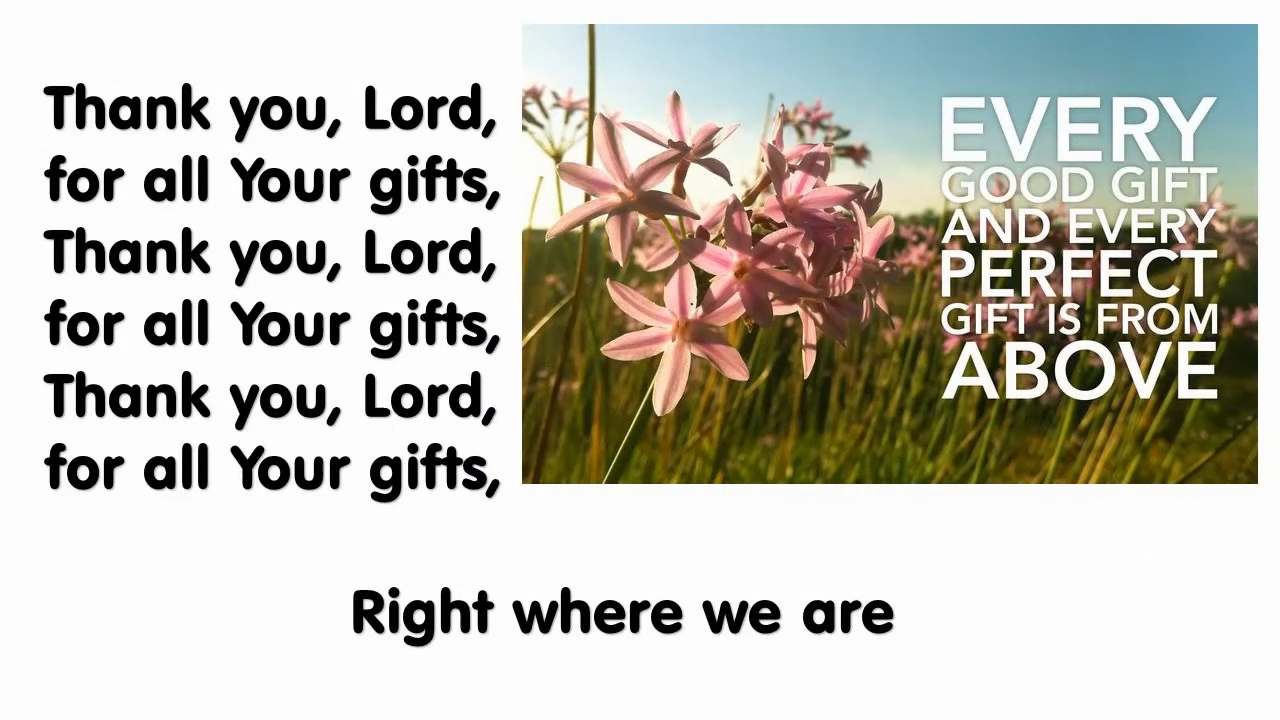 Thank you, Lord,
for all Your gifts,
Thank you, Lord,
for all Your gifts,
Thank you, Lord,
for all Your gifts,
Right where we are
EVERY
GOOD GIFT
AND EVERY
PERFECT
GIFT IS FROM
ABOVE